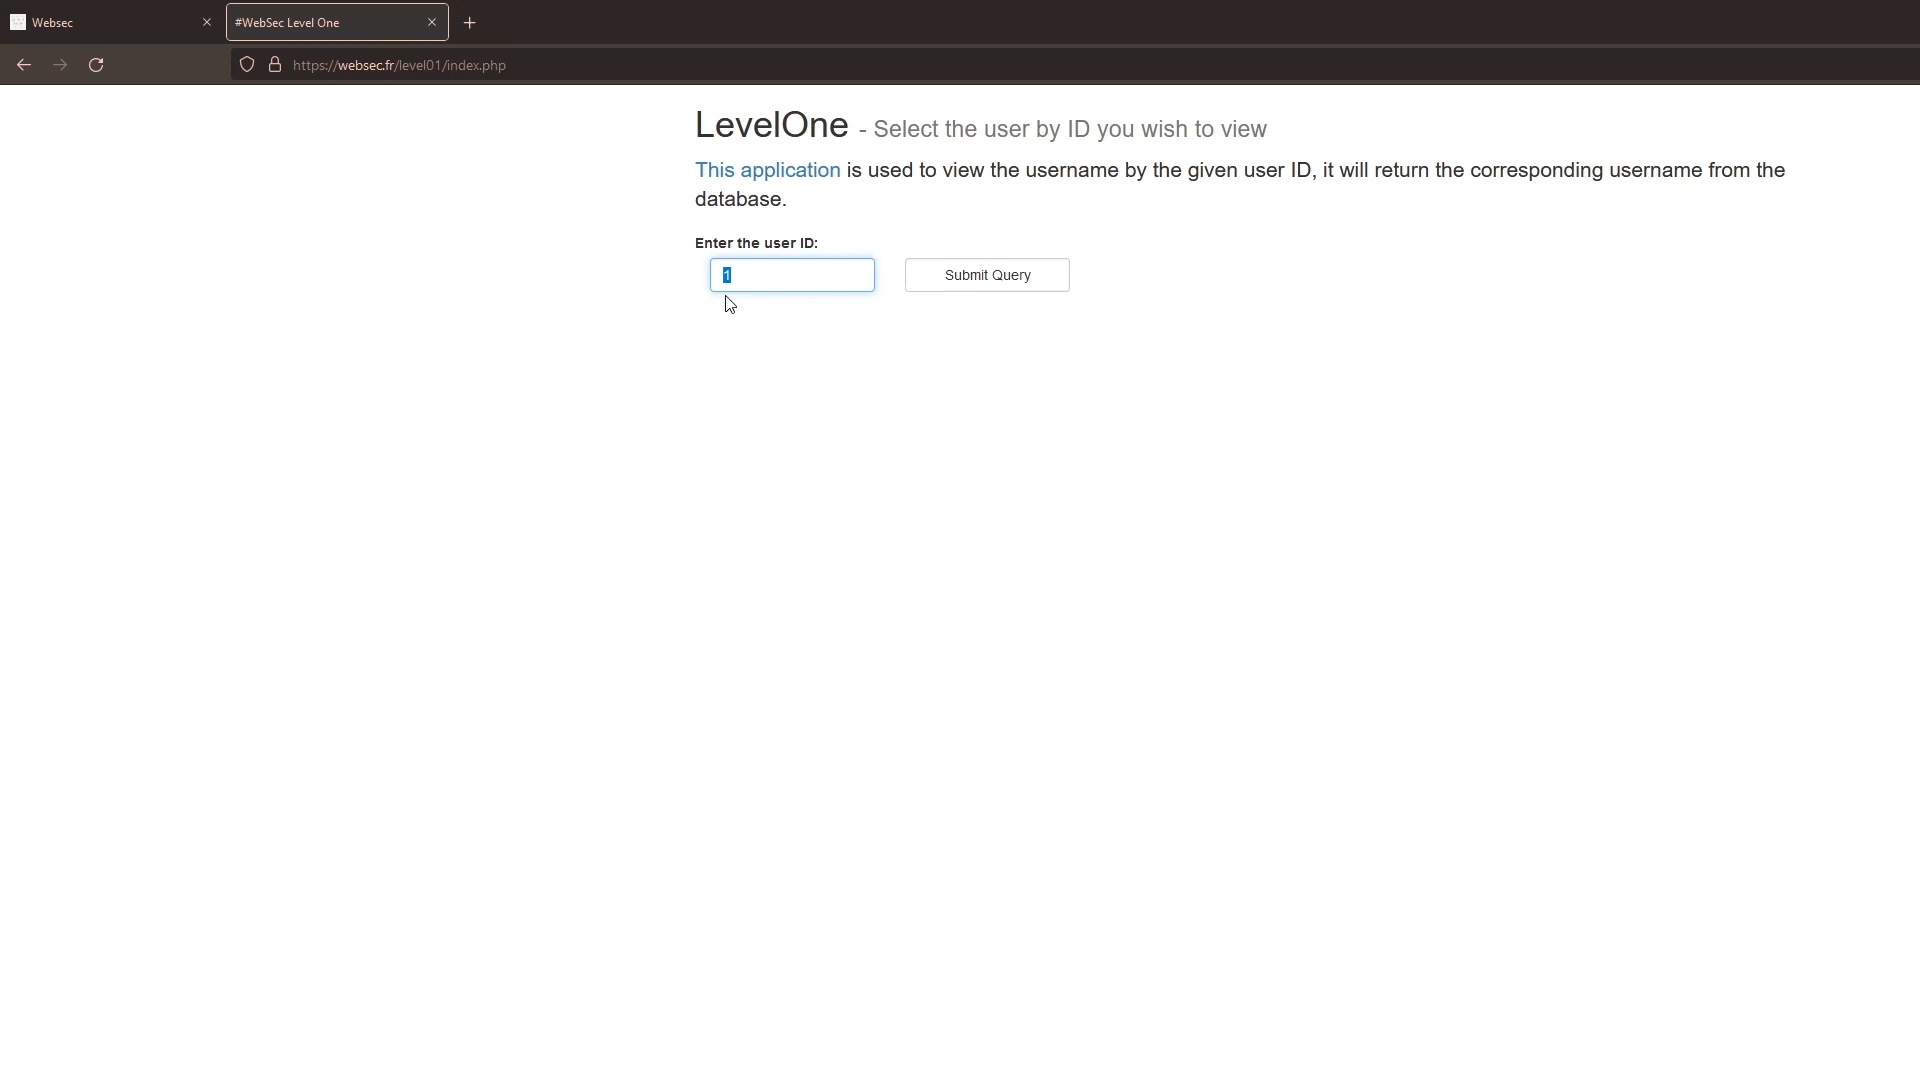 Websec
#WebSec Level One
https://websec.fr/level01/index.php
LevelOne - Select the user by ID you wish to view
This application is used to view the username by the given user ID, it will return the corresponding username from the
database.
Enter the user ID:
1
Submit Query